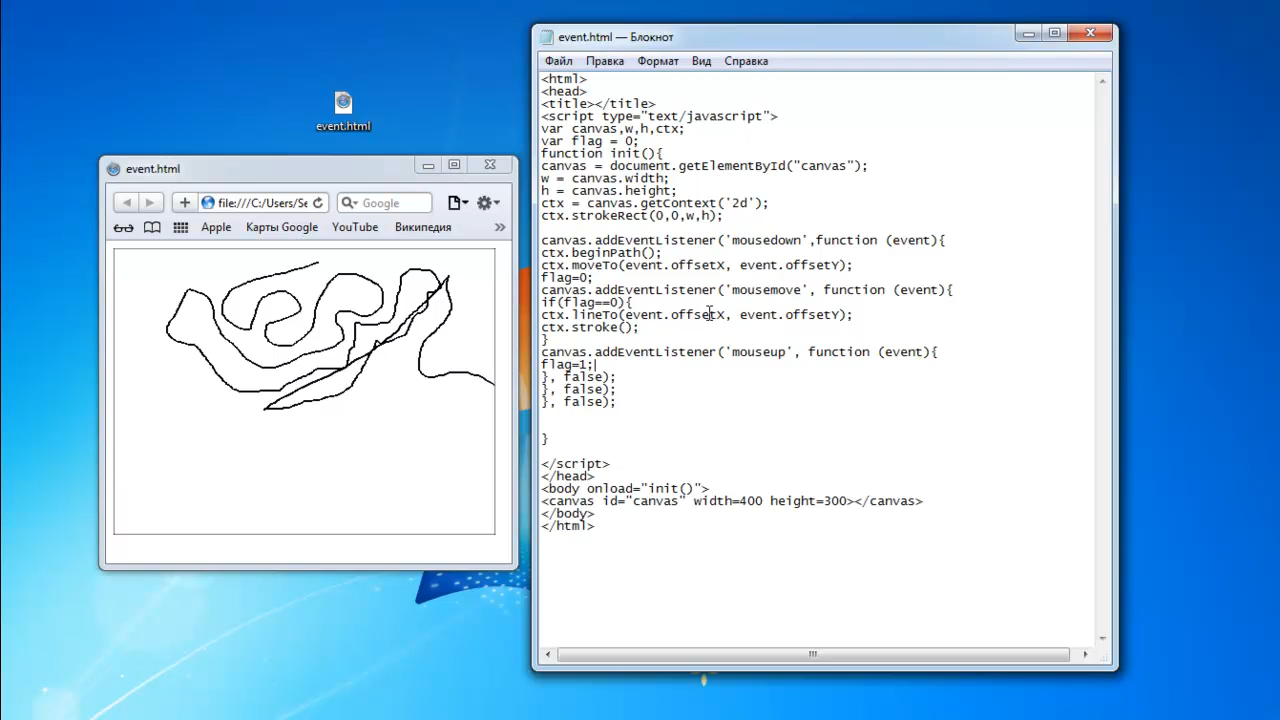 event.html
event.html
file:///C:/Users/Se
Google
Apple
Карты Google
YouTube
Википедия
event.html — Блокнот
Файл Правка Формат Вид Справка
<html>
<head>
<title></title>
<script type="text/javascript">
var canvas,w,h,ctx;
var flag = 0;
function init(){
canvas = document.getElementById("canvas");
w = canvas.width;
h = canvas.height;
ctx = canvas.getContext('2d');
ctx.strokeRect(0,0,w,h);
canvas.addEventListener('mousedown',function (event){
ctx.beginPath();
ctx.moveTo(event.offsetX, event.offsetY);
flag=0;
canvas.addEventListener('mousemove', function (event){
if(flag==0){
ctx.lineTo(event.offsetX, event.offsetY);
ctx.stroke();
}
canvas.addEventListener('mouseup', function (event){
flag=1;
}, false);
}, false);
}, false);
}
</script>
</head>
<body onload="init()">
<canvas id="canvas" width=400 height=300></canvas>
</body>
</html>